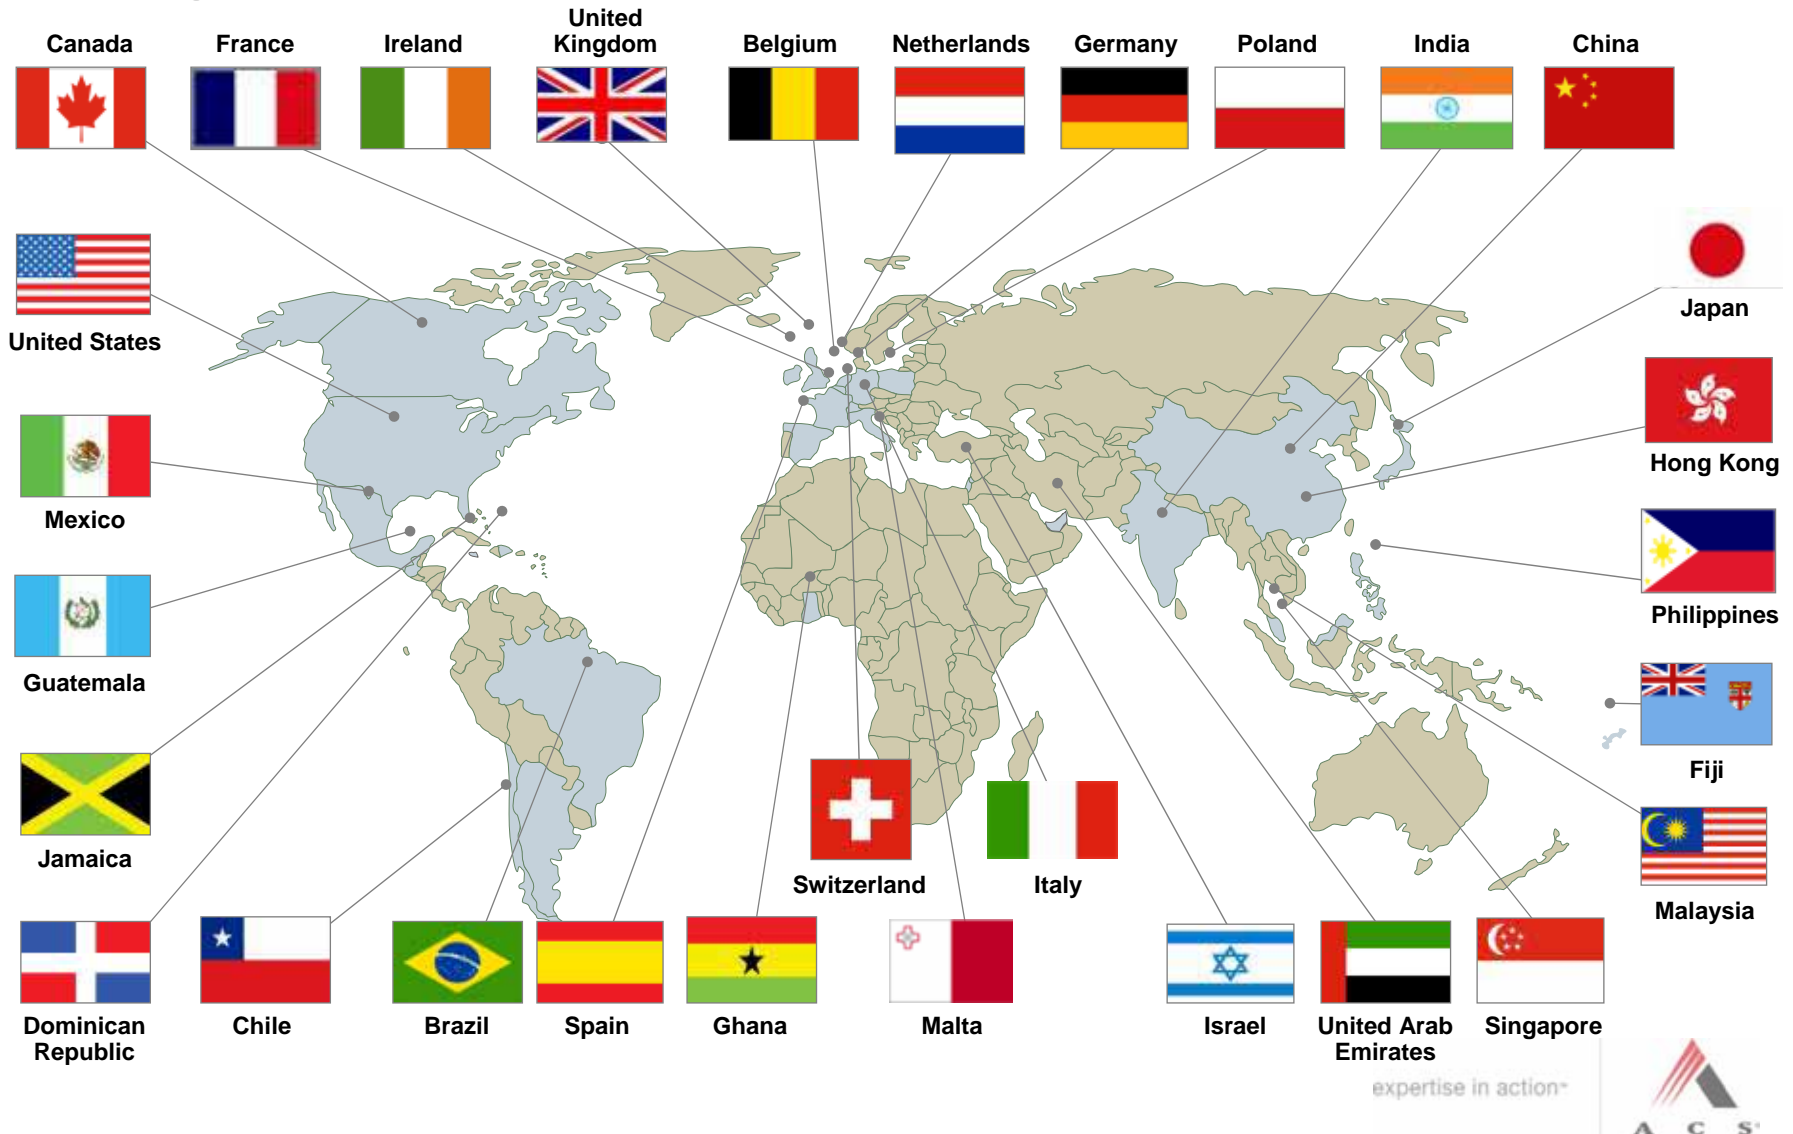 United
Canada
France
Ireland
Kingdom
Belgium
Netherlands
Germany
Poland
India
China
United States
Japan
Mexico
Hong Kong
Guatemala
Philippines
Jamaica
Fiji
Switzerland
Italy
Malaysia
Dominican
Republic
Chile
Brazil
Spain
Ghana
Malta
Israel
United Arab
Emirates
Singapore
expertise in action
A C S